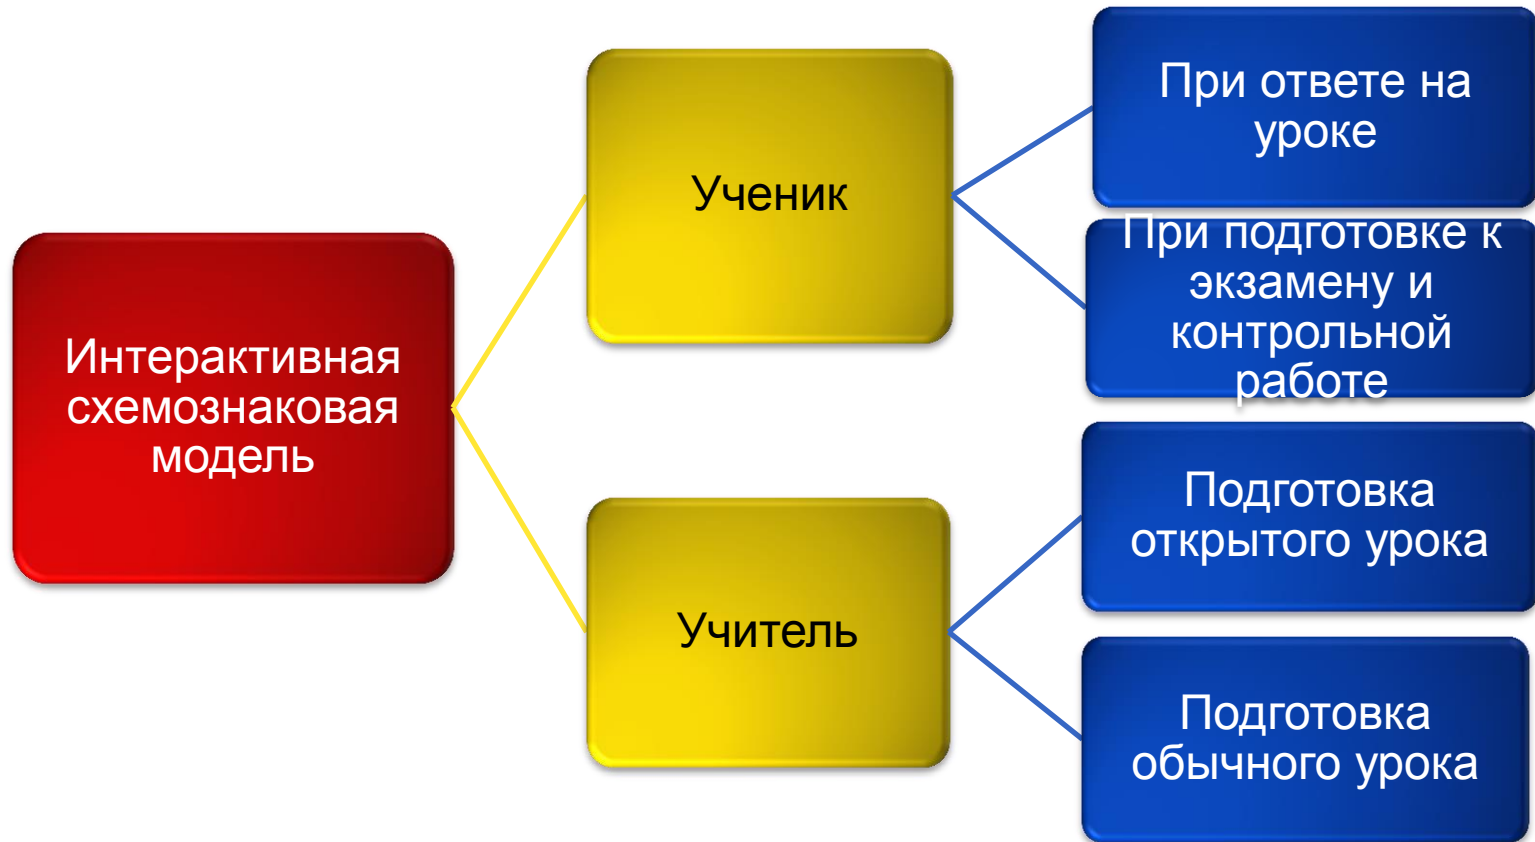 Интерактивная
схемознаковая
модель
Ученик
При ответе на
уроке
При подготовке к
экзамену и
контрольной
работе
Учитель
Подготовка
открытого урока
Подготовка
обычного урока